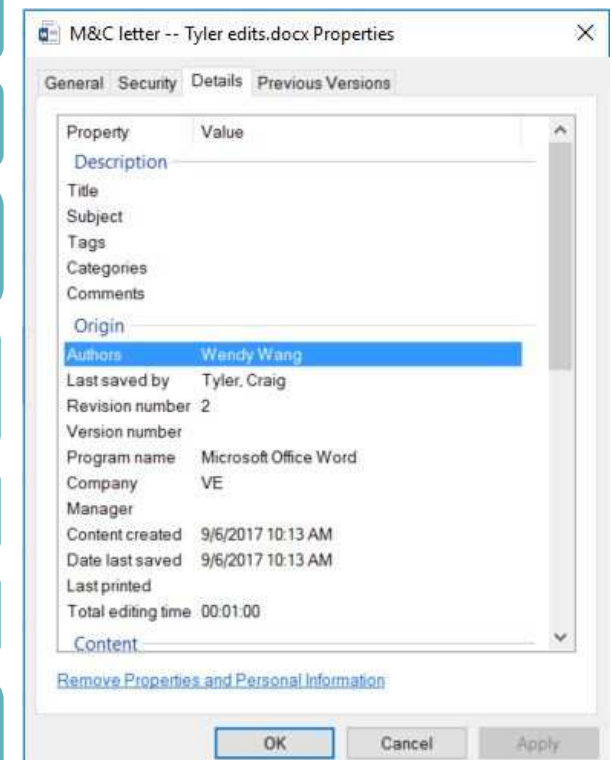 M&C letter -- Tyler edits.docx Properties
General Security Details Previous Versions
Property Value
Description
Title
Subject
Tags
Categories
Comments
Origin
Authors Wendy Wang
Last saved by Tyler, Craig
Revision number 2
Version number
Program name Microsoft Office Word
Company VE
Manager
Content created 9/6/2017 10:13 AM
Date last saved 9/6/2017 10:13 AM
Last printed
Total editing time 00:01:00
Content
Remove Properties and Personal Information
OK Cancel Apply